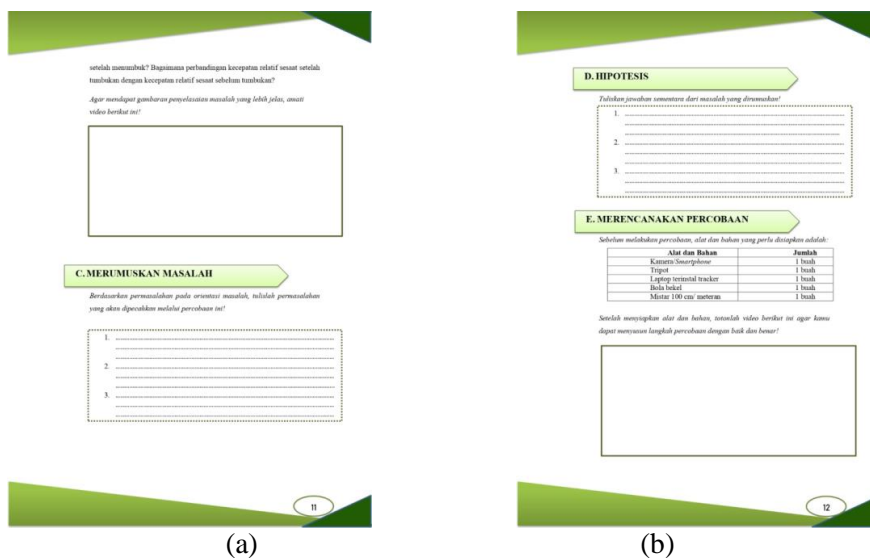 setelah menumbuk? Bagaimana perbandingan kecepatan relatif sesaat setelah
tumbukan dengan kecepatan relatif sesaat sebelum tumbukan?
Agar mendapat gambaran penyelesaian masalah yang lebih jelas, amati
video berikut ini!
C. MERUMUSKAN MASALAH
Berdasarkan permasalahan pada orientasi masalah, tulislah permasalahan
yang akan dipecahkan melalui percobaan ini!
1. ....................
2. ....................
3. ....................
11
(a)
D. HIPOTESIS
Tuliskan jawaban sementara dari masalah yang dirumuskan!
1. ....................
2. ....................
3. ....................
E. MERENCANAKAN PERCOBAAN
Sebelum melakukan percobaan, alat dan bahan yang perlu disiapkan adalah:
Alat dan Bahan Jumlah
Kamera/Smartphone 1 buah
Tripot 1 buah
Laptop terinstal tracker 1 buah
Bola bekel 1 buah
Mistar 100 cm/ meteran 1 buah
Setelah menyiapkan alat dan bahan, tontonlah video berikut ini agar kamu
dapat menyusun langkah percobaan dengan baik dan benar!
12
(b)